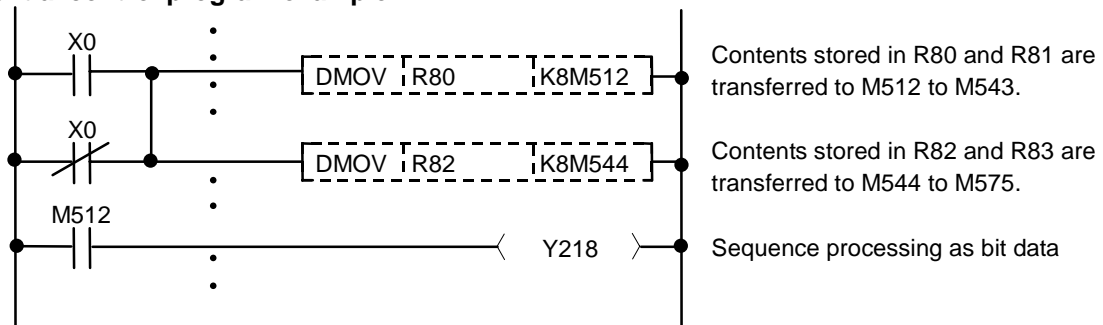 X0
DMOV R80 K8M512
Contents stored in R80 and R81 are
transferred to M512 to M543.
X0
DMOV R82 K8M544
Contents stored in R82 and R83 are
transferred to M544 to M575.
M512
Y218
Sequence processing as bit data